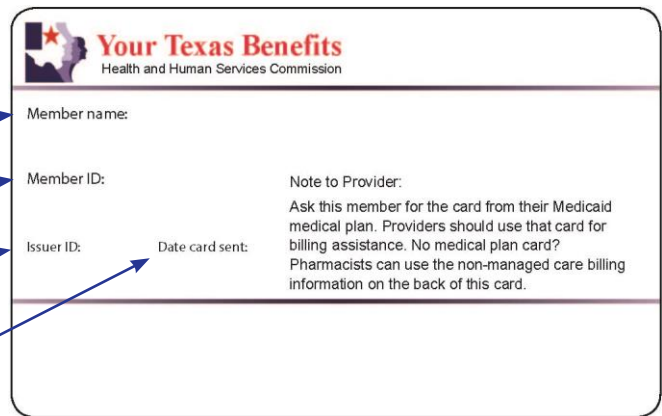 Your Texas Benefits
Health and Human Services Commission
Member name:
Member ID:
Note to Provider:
Ask this member for the card from their Medicaid
medical plan. Providers should use that card for
billing assistance. No medical plan card?
Pharmacists can use the non-managed care billing
information on the back of this card.
Issuer ID:
Date card sent: